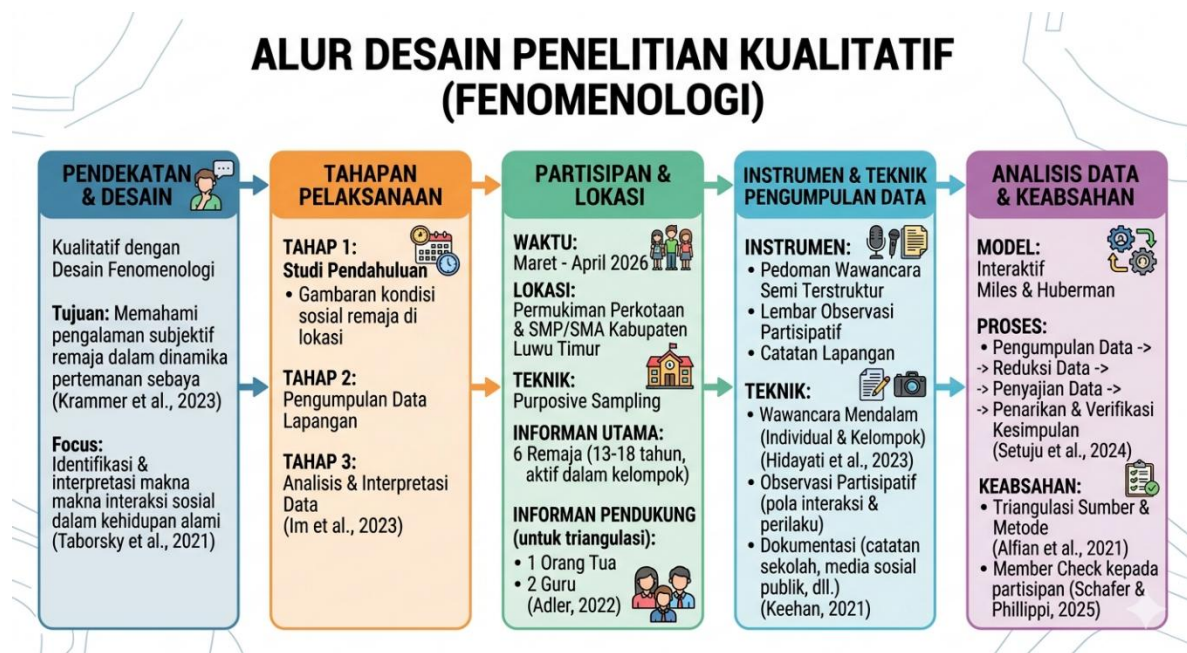 ALUR DESAIN PENELITIAN KUALITATIF
(FENOMENOLOGI)
PENDEKATAN
& DESAIN
Kualitatif dengan
Desain Fenomenologi
Tujuan: Memahami
pengalaman subjektif
remaja dalam dinamika
pertemanan sebaya
(Krammer et al., 2023)
Focus:
Identifikasi &
interpretasi makna
makna interaksi sosial
dalam kehidupan alami
(Taborsky et al., 2021)
TAHAPAN
PELAKSANAAN
TAHAP 1:
Studi Pendahuluan
• Gambaran kondisi
sosial remaja di
lokasi
TAHAP 2:
Pengumpulan Data
Lapangan
TAHAP 3:
Analisis & Interpretasi
Data
(Im et al., 2023)
PARTISIPAN &
LOKASI
WAKTU:
Maret - April 2026
LOKASI:
Permukiman Perkotaan
& SMP/SMA Kabupaten
Luwu Timur
TEKNIK:
Purposive Sampling
INFORMAN UTAMA:
6 Remaja (13-18 tahun,
aktif dalam kelompok)
INFORMAN PENDUKUNG
(untuk triangulasi):
• 1 Orang Tua
• 2 Guru
(Adler, 2022)
INSTRUMEN & TEKNIK
PENGUMPULAN DATA
INSTRUMEN:
• Pedoman Wawancara
Semi Terstruktur
• Lembar Observasi
Partisipatif
• Catatan Lapangan
TEKNIK:
• Wawancara Mendalam
(Individual & Kelompok)
(Hidayati et al., 2023)
• Observasi Partisipatif
(pola interaksi &
perilaku)
• Dokumentasi (catatan
sekolah, media sosial
publik, dll.)
(Keehan, 2021)
ANALISIS DATA
& KEABSAHAN
MODEL:
Interaktif
Miles & Huberman
PROSES:
• Pengumpulan Data ->
-> Reduksi Data ->
-> Penyajian Data ->
-> Penarikan & Verifikasi
Kesimpulan
(Setuju et al., 2024)
KEABSAHAN:
• Triangulasi Sumber &
Metode
(Alfian et al., 2021)
• Member Check kepada
partisipan (Schafer &
Phillippi, 2025)